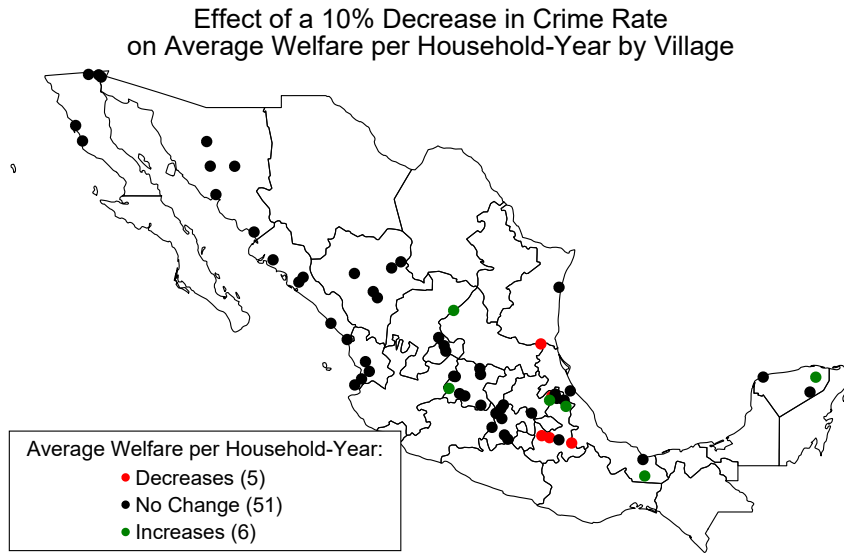 Effect of a 10% Decrease in Crime Rate
on Average Welfare per Household-Year by Village
Average Welfare per Household-Year:
Decreases (5)
No Change (51)
Increases (6)